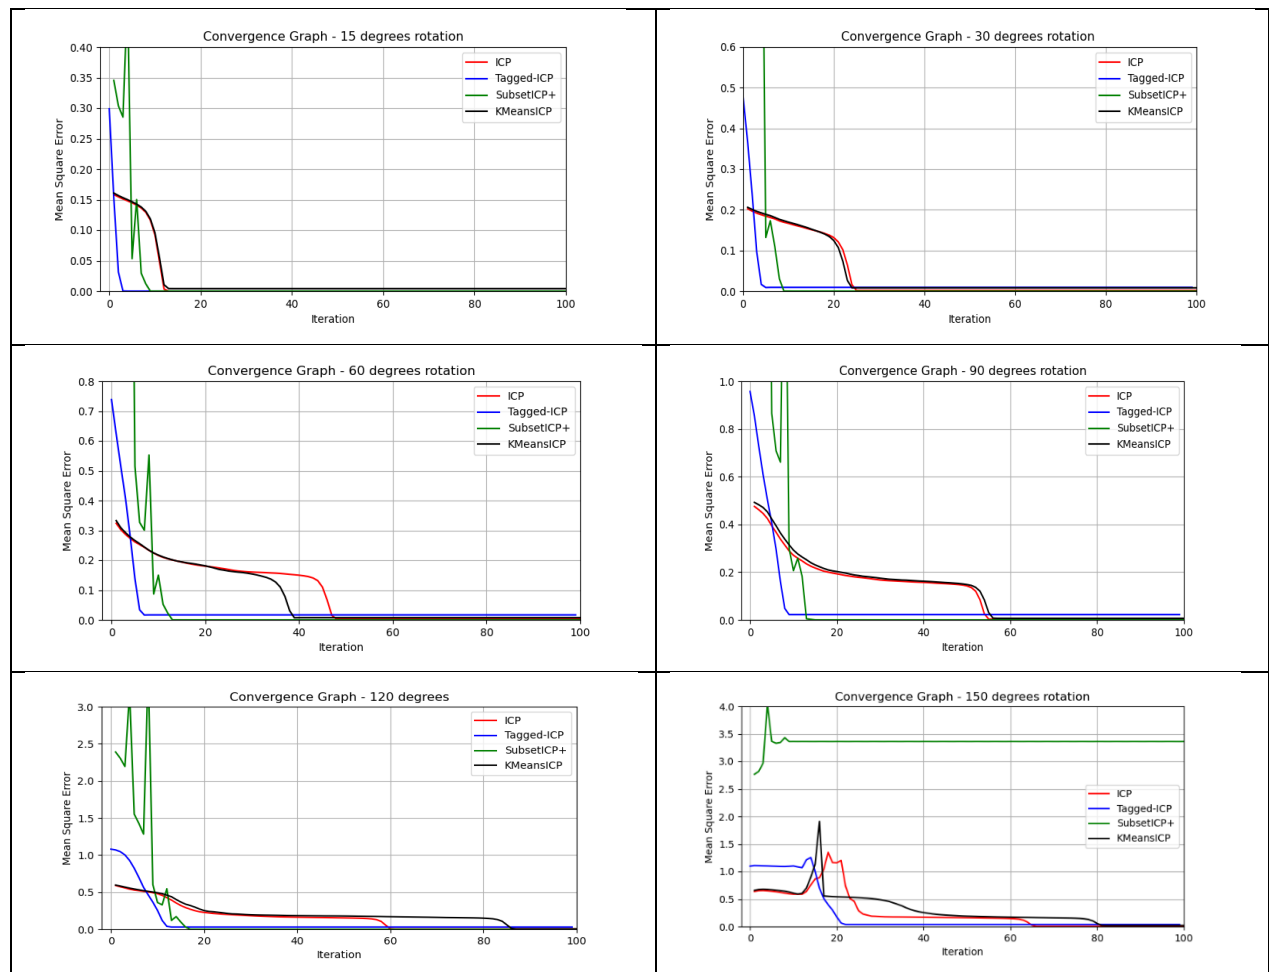 Convergence Graph - 15 degrees rotation
0.40
0.35
0.30
0.25
0.20
0.15
0.10
0.05
0.00
Mean Square Error
ICP
Tagged-ICP
SubsetICP+
KMeansICP
0 20 40 60 80 100
Iteration
Convergence Graph - 30 degrees rotation
0.6
0.5
0.4
0.3
0.2
0.1
0.0
Mean Square Error
ICP
Tagged-ICP
SubsetICP+
KMeansICP
0 20 40 60 80 100
Iteration
Convergence Graph - 60 degrees rotation
0.8
0.7
0.6
0.5
0.4
0.3
0.2
0.1
0.0
Mean Square Error
ICP
Tagged-ICP
SubsetICP+
KMeansICP
0 20 40 60 80 100
Iteration
Convergence Graph - 90 degrees rotation
1.0
0.8
0.6
0.4
0.2
0.0
Mean Square Error
ICP
Tagged-ICP
SubsetICP+
KMeansICP
0 20 40 60 80 100
Iteration
Convergence Graph - 120 degrees
3.0
2.5
2.0
1.5
1.0
0.5
0.0
Mean Square Error
ICP
Tagged-ICP
SubsetICP+
KMeansICP
0 20 40 60 80 100
Iteration
Convergence Graph - 150 degrees rotation
4.0
3.5
3.0
2.5
2.0
1.5
1.0
0.5
0.0
Mean Square Error
ICP
Tagged-ICP
SubsetICP+
KMeansICP
0 20 40 60 80 100
Iteration